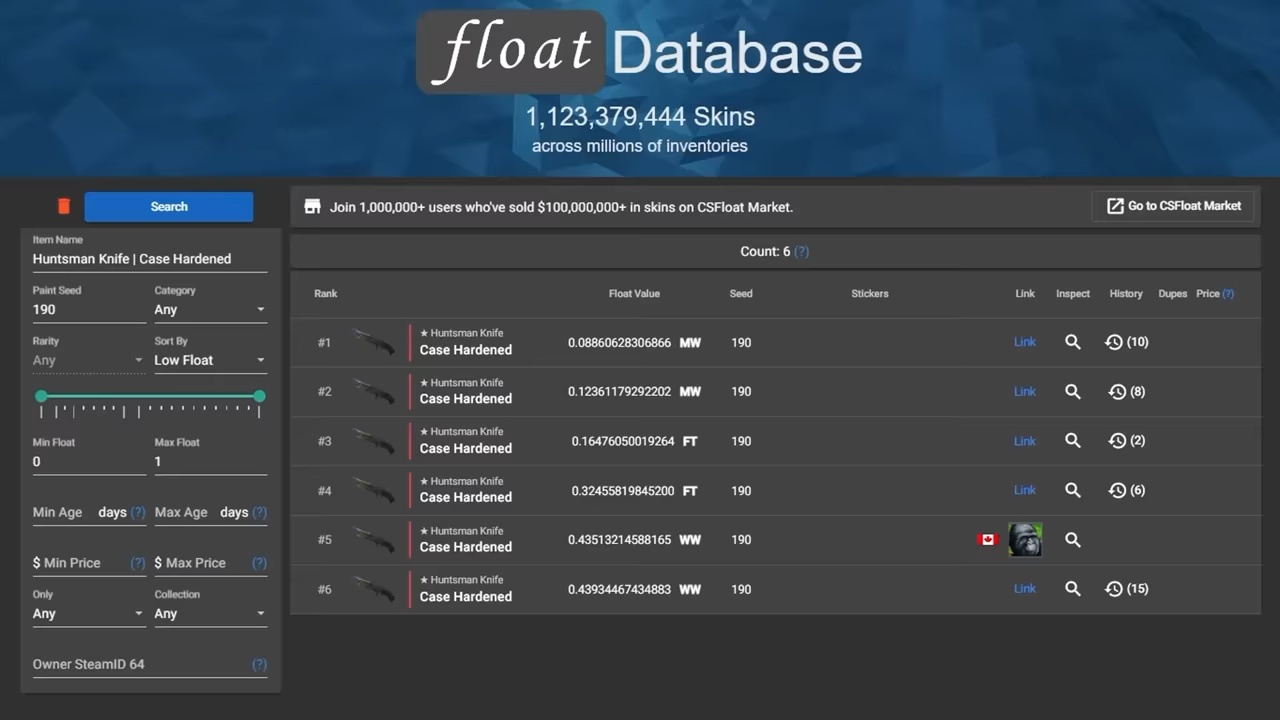 float Database
1,123,379,444 Skins
across millions of inventories
Search
Join 1,000,000+ users who've sold $100,000,000+ in skins on CSFloat Market.
Go to CSFloat Market
Item Name
Huntsman Knife | Case Hardened
Paint Seed
Category
190
Any
Rarity
Sort By
Any
Low Float
Min Float
Max Float
0
1
Min Age days (?)
Max Age days (?)
$ Min Price (?)
$ Max Price (?)
Only
Collection
Any
Any
Owner SteamID 64 (?)
Count: 6 (?)
Rank Float Value Seed Stickers Link Inspect History Dupes Price (?)
#1 ★ Huntsman Knife
Case Hardened 0.08860628306866 MW 190 Link (10)
#2 ★ Huntsman Knife
Case Hardened 0.12361179292202 MW 190 Link (8)
#3 ★ Huntsman Knife
Case Hardened 0.16476050019264 FT 190 Link (2)
#4 ★ Huntsman Knife
Case Hardened 0.32455819845200 FT 190 Link (6)
#5 ★ Huntsman Knife
Case Hardened 0.43513214588165 WW 190
#6 ★ Huntsman Knife
Case Hardened 0.43934467434883 WW 190 Link (15)